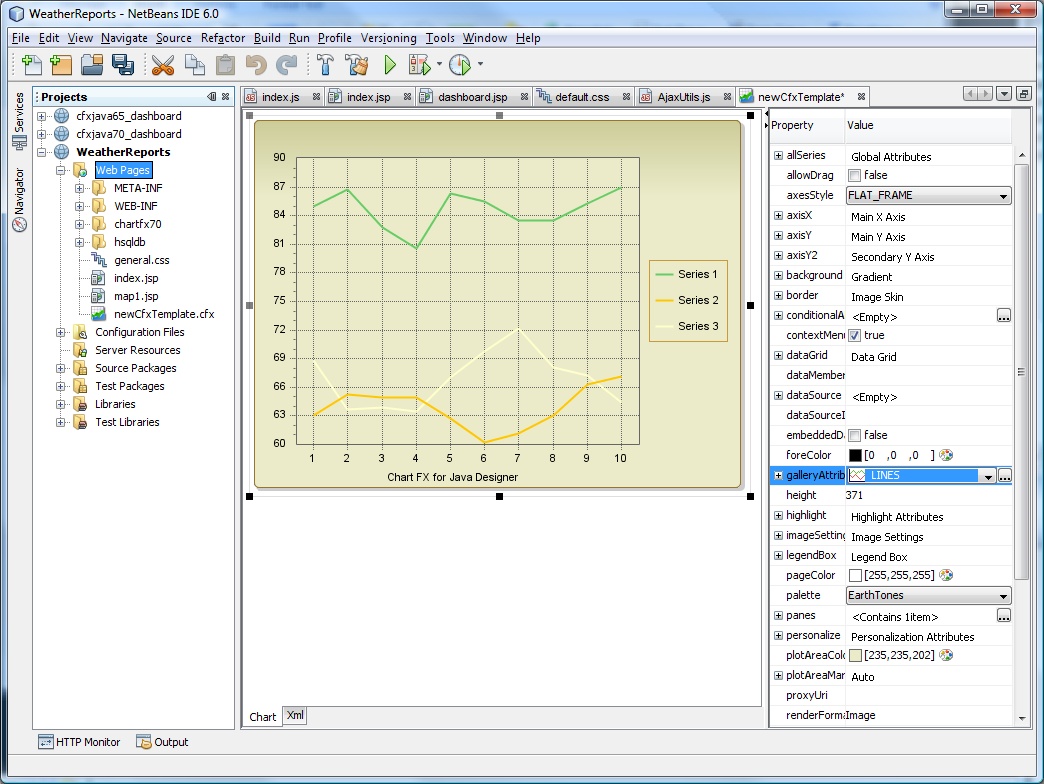 WeatherReports - NetBeans IDE 6.0
File Edit View Navigate Source Refactor Build Run Profile Versioning Tools Window Help
Services
Navigator
Projects
cfxjava65_dashboard
cfxjava70_dashboard
WeatherReports
Web Pages
META-INF
WEB-INF
chartfx70
hsqldb
general.css
index.jsp
map1.jsp
newCfxTemplate.cfx
Configuration Files
Server Resources
Source Packages
Test Packages
Libraries
Test Libraries
index.js index.jsp dashboard.jsp default.css AjaxUtils.js newCfxTemplate*
90
87
84
81
78
75
72
69
66
63
60
1 2 3 4 5 6 7 8 9 10
Chart FX for Java Designer
Series 1
Series 2
Series 3
Chart Xml
Property Value
allSeries Global Attributes
allowDrag false
axesStyle FLAT_FRAME
axisX Main X Axis
axisY Main Y Axis
axisY2 Secondary Y Axis
background Gradient
border Image Skin
conditionalA <Empty> ...
contextMenu true
dataGrid Data Grid
dataMember
dataSource <Empty>
dataSourceI
embeddedDa false
foreColor [0 ,0 ,0 ]
galleryAttrib LINES ...
height 371
highlight Highlight Attributes
imageSetting Image Settings
legendBox Legend Box
pageColor [255,255,255]
palette EarthTones
panes <Contains 1item> ...
personalize Personalization Attributes
plotAreaColo [235,235,202]
plotAreaMar Auto
proxyUri
renderForma Image
HTTP Monitor Output